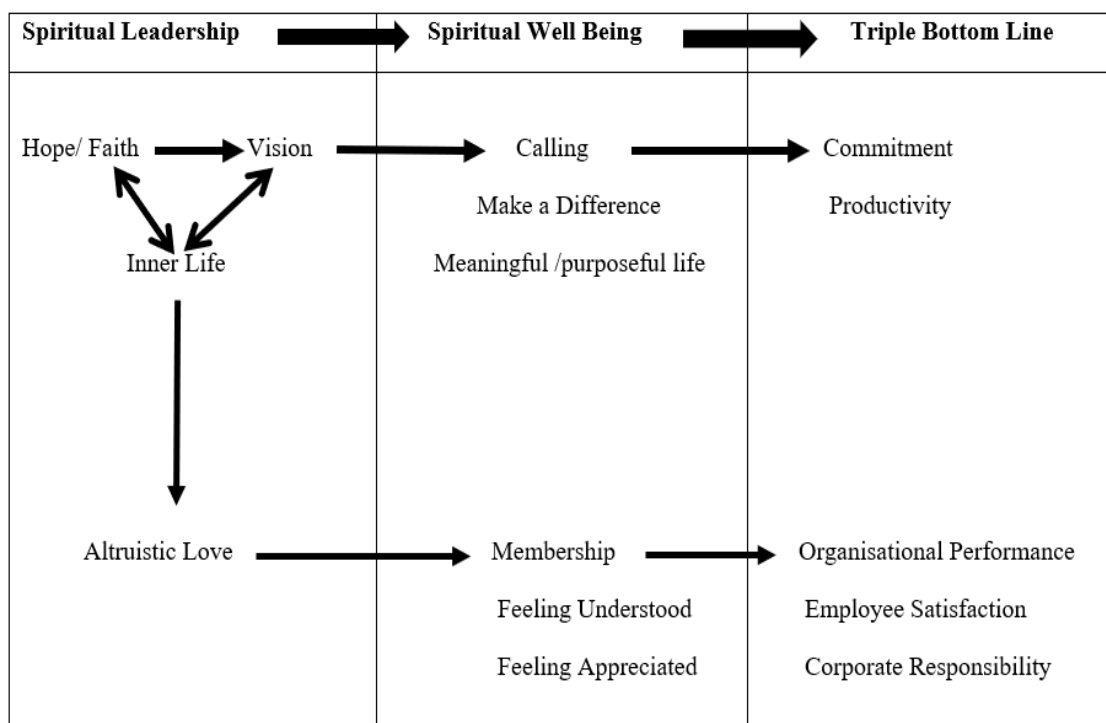 Spiritual Leadership Spiritual Well Being Triple Bottom Line
Hope/ Faith Vision Calling Commitment
Make a Difference Productivity
Inner Life Meaningful /purposeful life
Altruistic Love Membership Organisational Performance
Feeling Understood Employee Satisfaction
Feeling Appreciated Corporate Responsibility